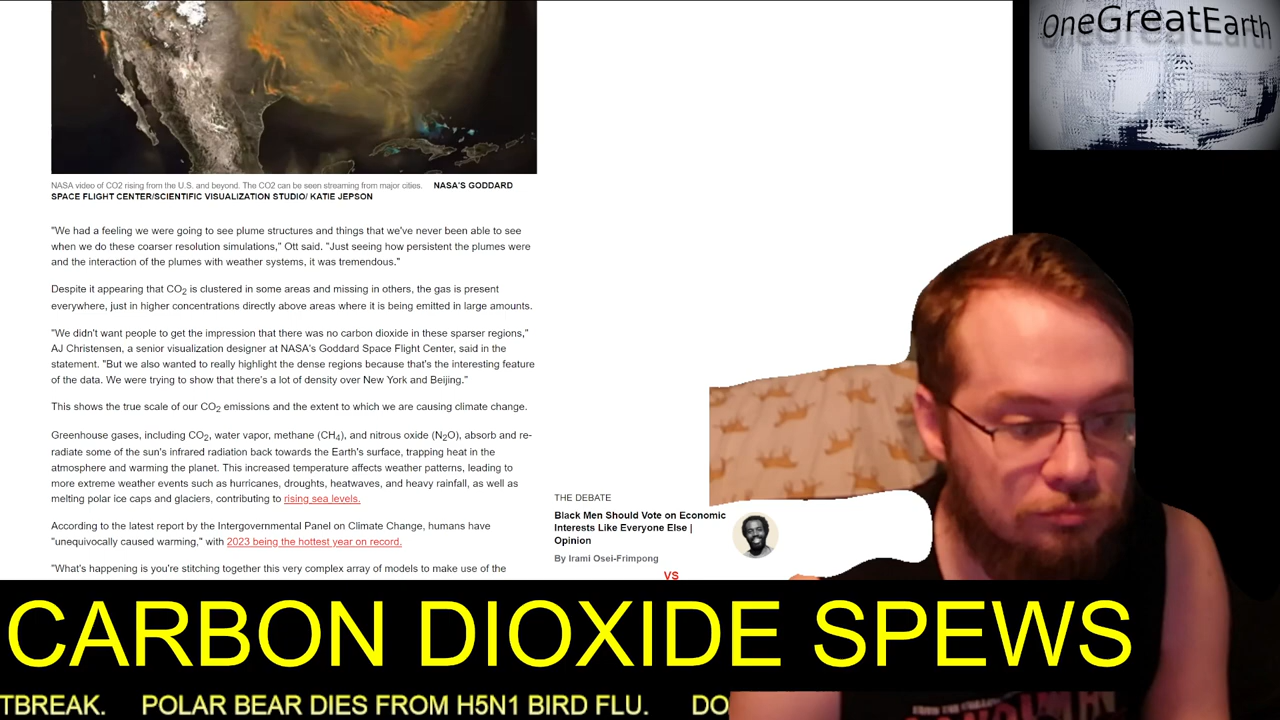 OneGreatEarth
NASA video of CO2 rising from the U.S. and beyond. The CO2 can be seen streaming from major cities. NASA'S GODDARD
SPACE FLIGHT CENTER/SCIENTIFIC VISUALIZATION STUDIO/ KATIE JEPSON
"We had a feeling we were going to see plume structures and things that we've never been able to see
when we do these coarser resolution simulations," Ott said. "Just seeing how persistent the plumes were
and the interaction of the plumes with weather systems, it was tremendous."
Despite it appearing that CO2 is clustered in some areas and missing in others, the gas is present
everywhere, just in higher concentrations directly above areas where it is being emitted in large amounts.
"We didn't want people to get the impression that there was no carbon dioxide in these sparser regions,"
AJ Christensen, a senior visualization designer at NASA's Goddard Space Flight Center, said in the
statement. "But we also wanted to really highlight the dense regions because that's the interesting feature
of the data. We were trying to show that there's a lot of density over New York and Beijing."
This shows the true scale of our CO2 emissions and the extent to which we are causing climate change.
Greenhouse gases, including CO2, water vapor, methane (CH4), and nitrous oxide (N2O), absorb and re-
radiate some of the sun's infrared radiation back towards the Earth's surface, trapping heat in the
atmosphere and warming the planet. This increased temperature affects weather patterns, leading to
more extreme weather events such as hurricanes, droughts, heatwaves, and heavy rainfall, as well as
melting polar ice caps and glaciers, contributing to rising sea levels.
According to the latest report by the Intergovernmental Panel on Climate Change, humans have
"unequivocally caused warming," with 2023 being the hottest year on record.
"What's happening is you're stitching together this very complex array of models to make use of the
THE DEBATE
Black Men Should Vote on Economic
Interests Like Everyone Else |
Opinion
By Irami Osei-Frimpong
VS
CARBON DIOXIDE SPEWS
TBREAK. POLAR BEAR DIES FROM H5N1 BIRD FLU. DO